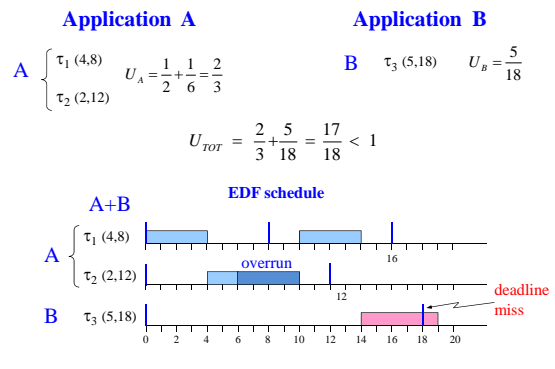 Application A
Application B
A { τ1 (4,8) U_A = 1/2 + 1/6 = 2/3
τ2 (2,12)
B τ3 (5,18) U_B = 5/18
U_TOT = 2/3 + 5/18 = 17/18 < 1
EDF schedule
A+B
A { τ1 (4,8)
16
overrun
τ2 (2,12)
12
deadline
miss
B τ3 (5,18)
0 2 4 6 8 10 12 14 16 18 20